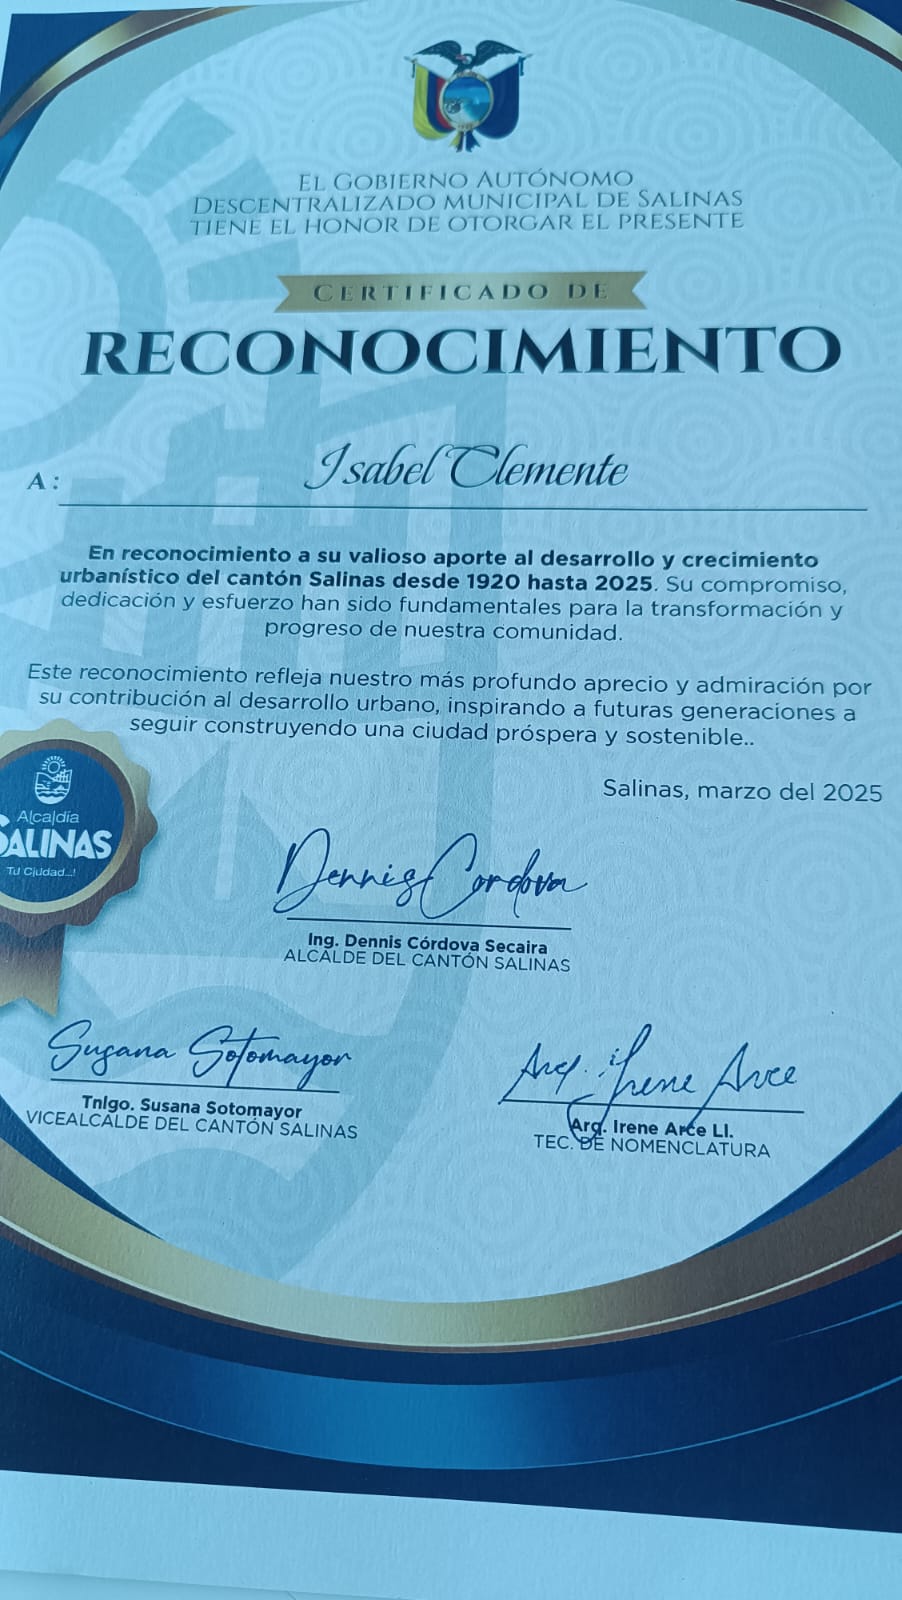 EL GOBIERNO AUTÓNOMO
DESCENTRALIZADO MUNICIPAL DE SALINAS
TIENE EL HONOR DE OTORGAR EL PRESENTE
CERTIFICADO DE
RECONOCIMIENTO
A: Isabel Clemente
En reconocimiento a su valioso aporte al desarrollo y crecimiento
urbanístico del cantón Salinas desde 1920 hasta 2025. Su compromiso,
dedicación y esfuerzo han sido fundamentales para la transformación y
progreso de nuestra comunidad.
Este reconocimiento refleja nuestro más profundo aprecio y admiración por
su contribución al desarrollo urbano, inspirando a futuras generaciones a
seguir construyendo una ciudad próspera y sostenible..
Salinas, marzo del 2025
Alcaldía
SALINAS
Tu Ciudad...!
Dennis Cordova
Ing. Dennis Córdova Secaira
ALCALDE DEL CANTÓN SALINAS
Susana Sotomayor
Tnlgo. Susana Sotomayor
VICEALCALDE DEL CANTÓN SALINAS
Arq. Irene Arce
Arq. Irene Arce Ll.
TEC. DE NOMENCLATURA